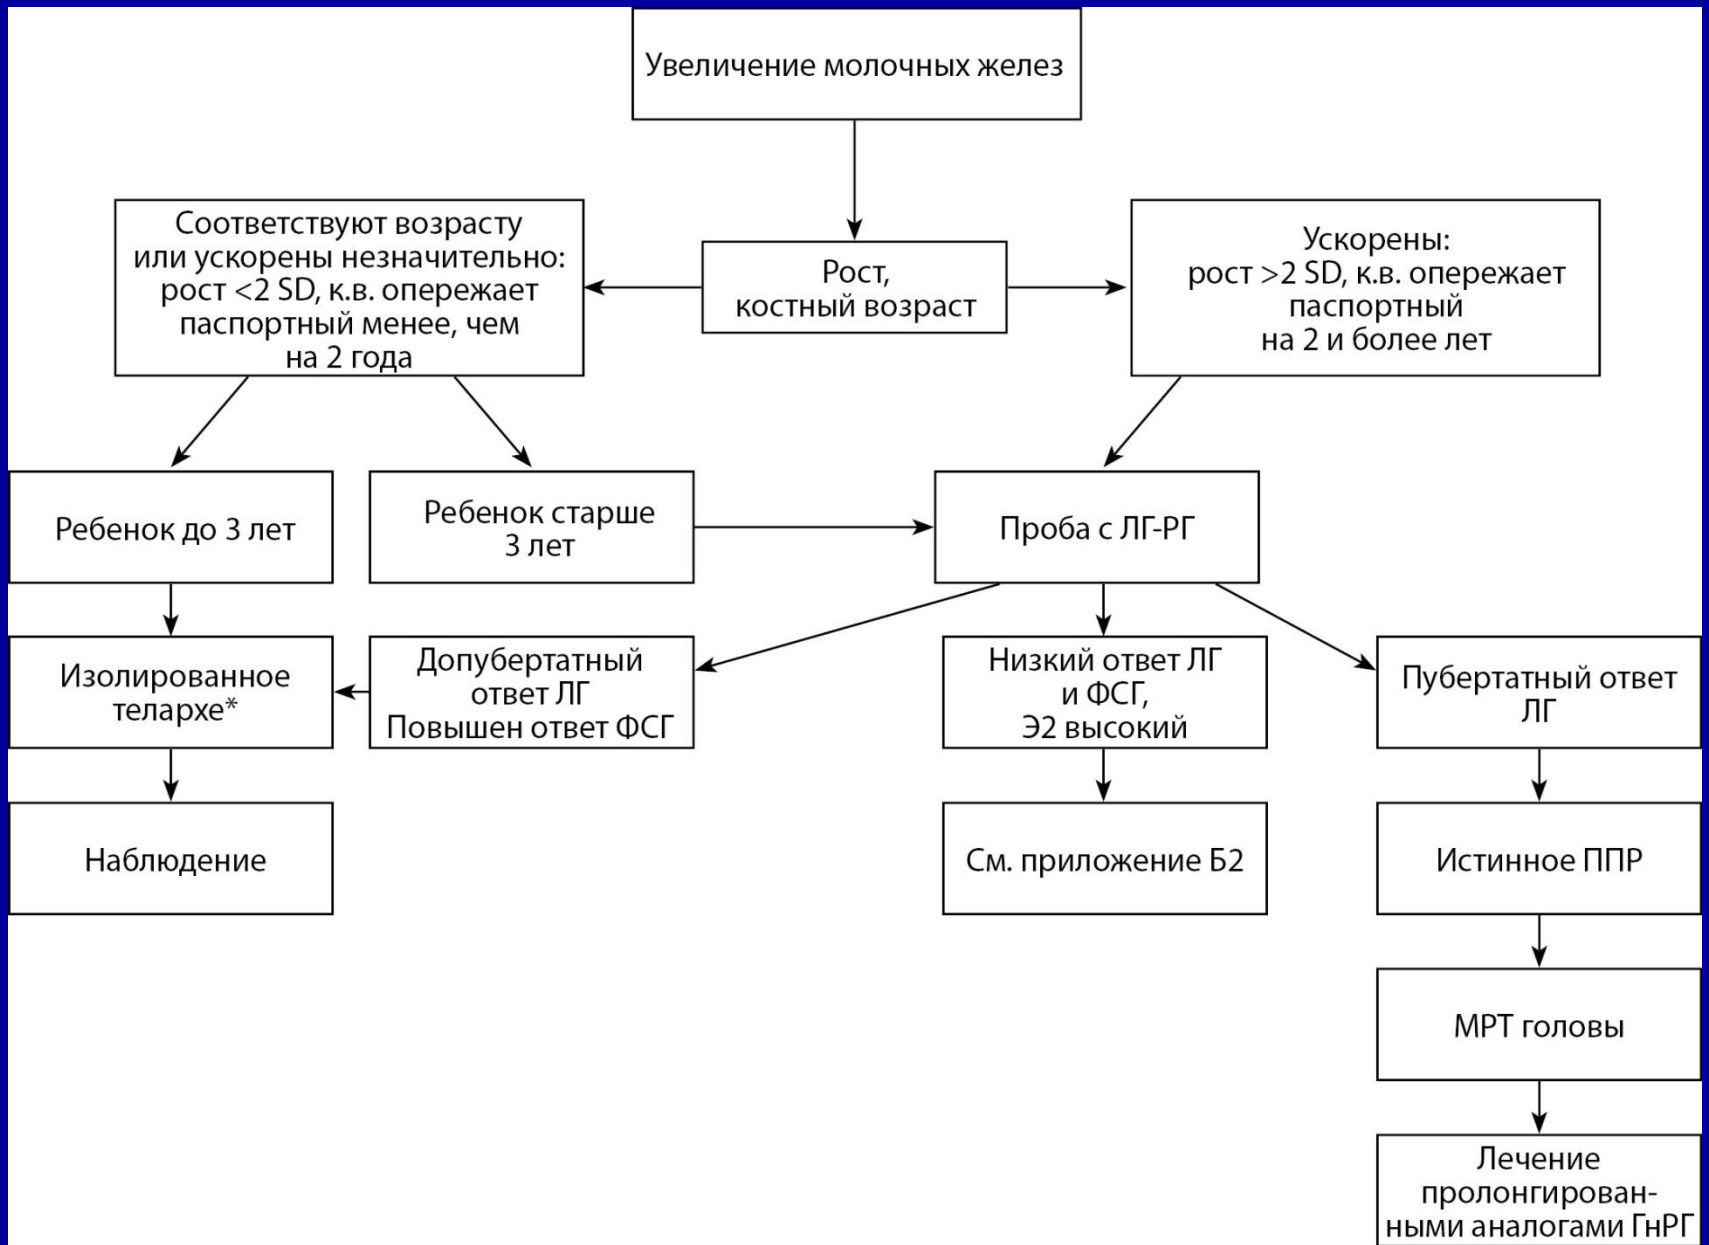 Увеличение молочных желез
Соответствуют возрасту
или ускорены незначительно:
рост <2 SD, к.в. опережает
паспортный менее, чем
на 2 года
Рост,
костный возраст
Ускорены:
рост >2 SD, к.в. опережает
паспортный
на 2 и более лет
Ребенок до 3 лет
Ребенок старше
3 лет
Проба с ЛГ-РГ
Изолированное
телархе*
Допубертатный
ответ ЛГ
Повышен ответ ФСГ
Низкий ответ ЛГ
и ФСГ,
Э2 высокий
Пубертатный ответ
ЛГ
Наблюдение
См. приложение Б2
Истинное ППР
МРТ головы
Лечение
пролонгирован-
ными аналогами ГнРГ